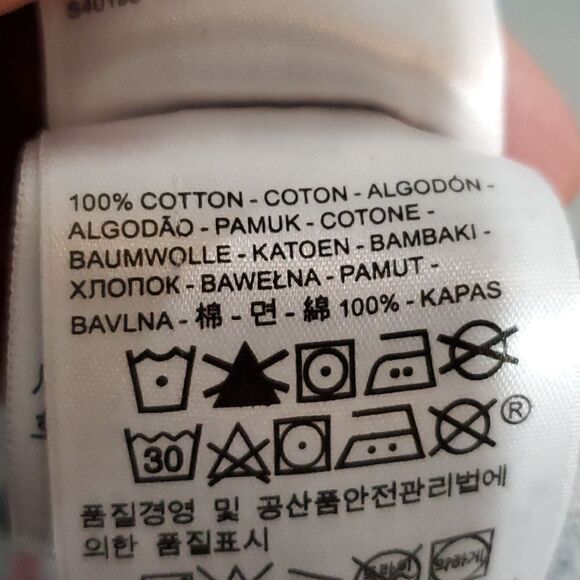 100% COTTON - COTON - ALGODÓN -
ALGODÃO - PAMUK - COTONE -
BAUMWOLLE - KATOEN - BAMBAKI -
ХЛОПОК - BAWEŁNA - PAMUT -
BAVLNA - 棉 - 면 - 綿 100% - KAPAS
30 ®
품질경영 및 공산품안전관리법에
의한 품질표시